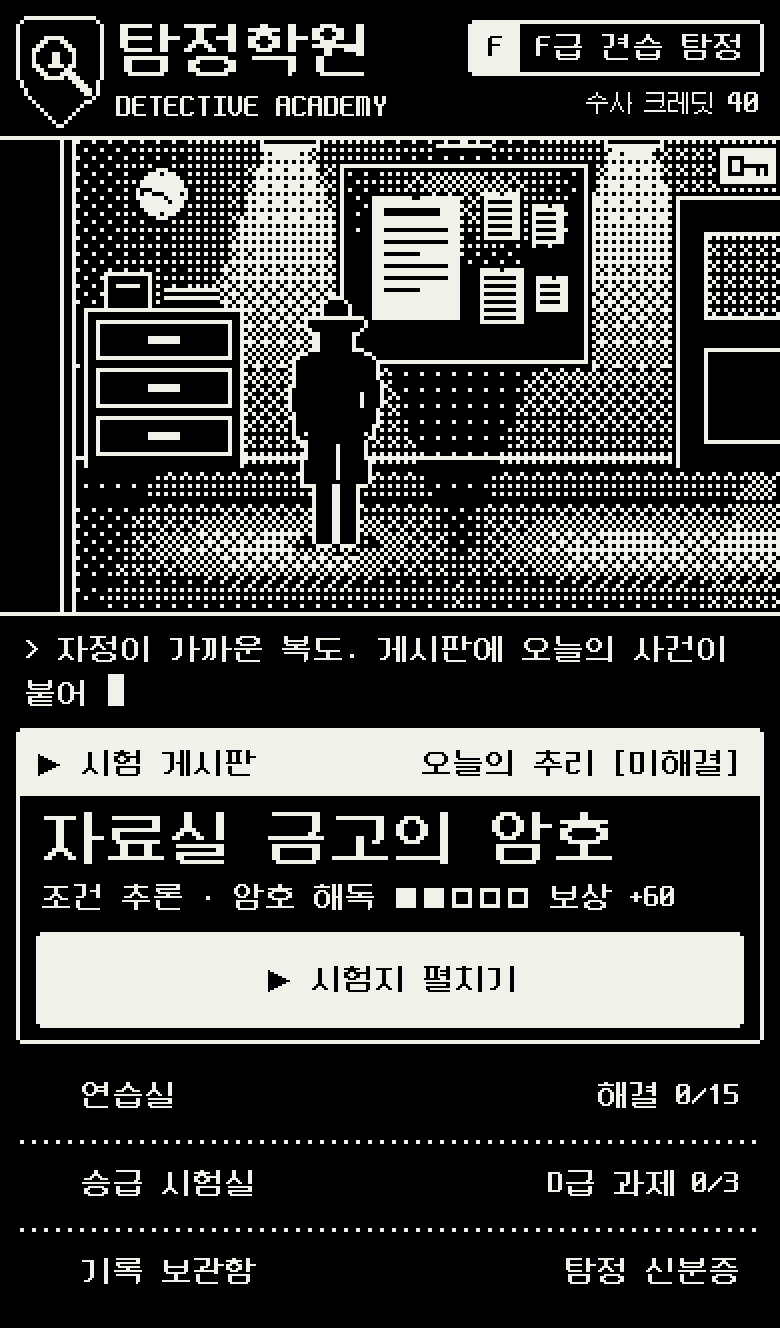 탐정학원
DETECTIVE ACADEMY
F F급 견습 탐정
수사 크레딧 40
> 자정이 가까운 복도. 게시판에 오늘의 사건이
붙어
▶ 시험 게시판 오늘의 추리 [미해결]
자료실 금고의 암호
조건 추론 · 암호 해독 ■■□□□ 보상 +60
▶ 시험지 펼치기
연습실 해결 0/15
승급 시험실 D급 과제 0/3
기록 보관함 탐정 신분증